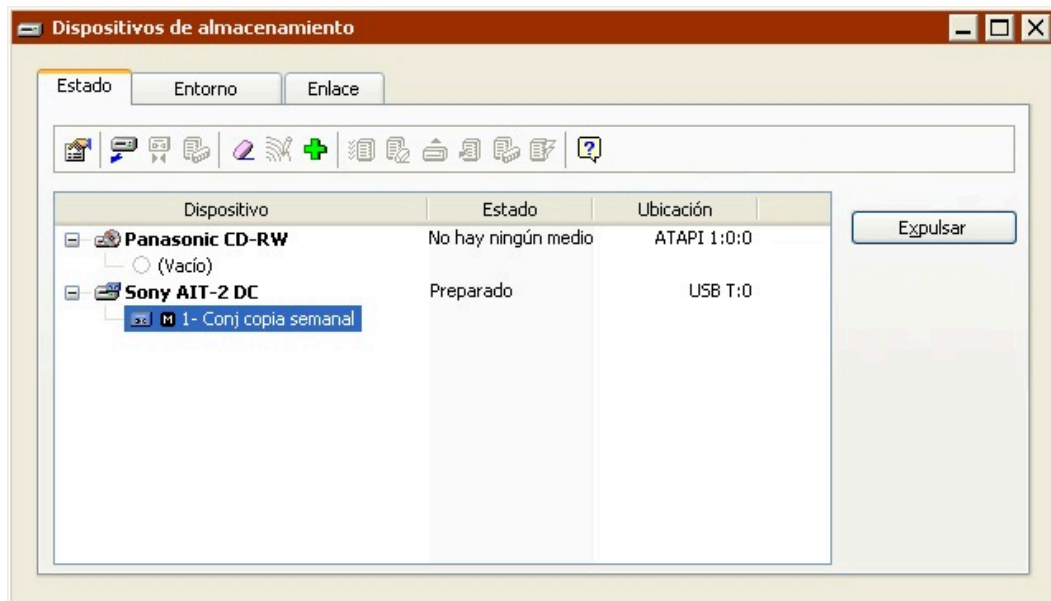 Dispositivos de almacenamiento
Estado Entorno Enlace
Dispositivo Estado Ubicación
Expulsar
Panasonic CD-RW No hay ningún medio ATAPI 1:0:0
(Vacío)
Sony AIT-2 DC Preparado USB T:0
M 1- Conj copia semanal